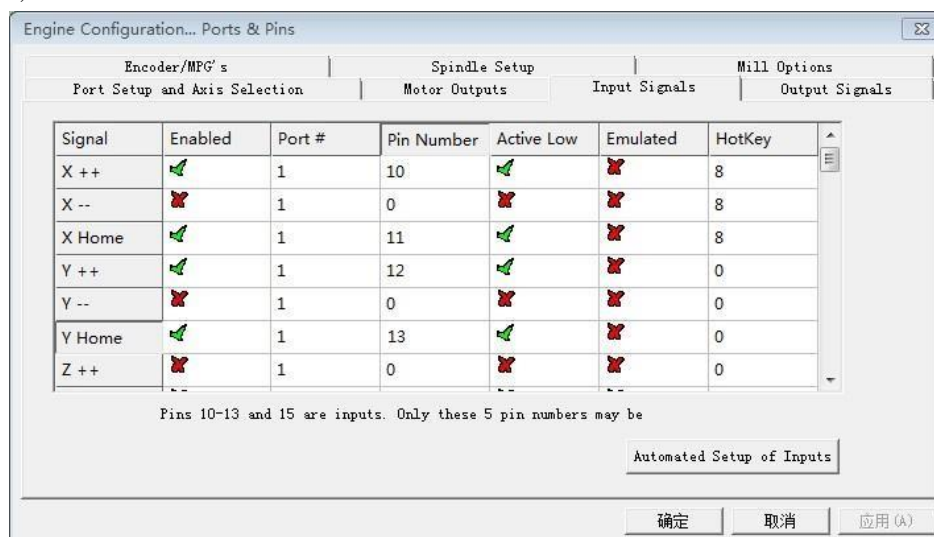 Engine Configuration... Ports & Pins
Encoder/MPG's Spindle Setup Mill Options
Port Setup and Axis Selection Motor Outputs Input Signals Output Signals
Signal Enabled Port # Pin Number Active Low Emulated HotKey
X ++ 1 10 8
X -- 1 0 8
X Home 1 11 8
Y ++ 1 12 0
Y -- 1 0 0
Y Home 1 13 0
Z ++ 1 0 0
Pins 10-13 and 15 are inputs. Only these 5 pin numbers may be
Automated Setup of Inputs
确定 取消 应用(A)